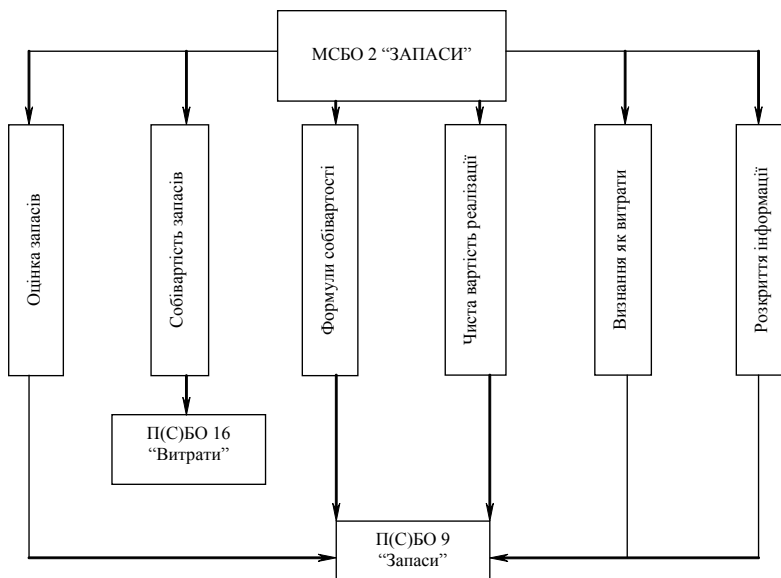 МСБО 2 “ЗАПАСИ”
Оцінка запасів
Собівартість запасів
Формули собівартості
Чиста вартість реалізації
Визнання як витрати
Розкриття інформації
П(С)БО 16
“Витрати”
П(С)БО 9
“Запаси”